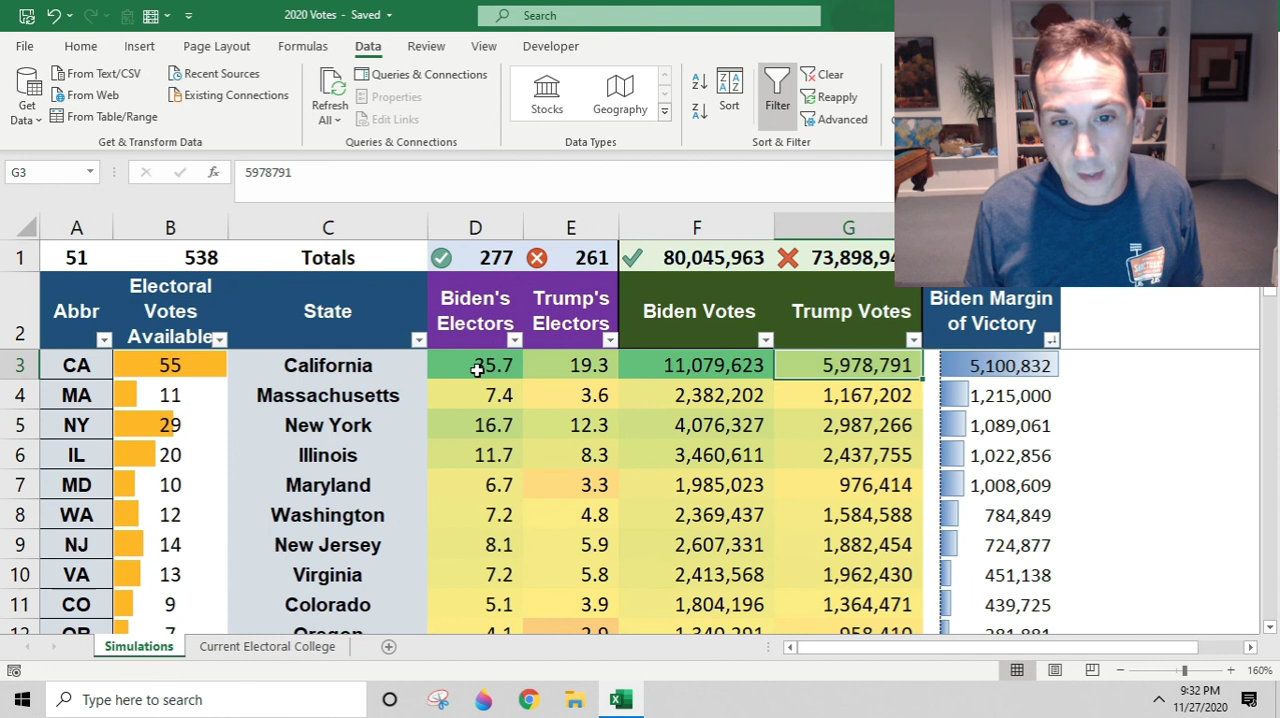 2020 Votes - Saved
Search
File Home Insert Page Layout Formulas Data Review View Developer
Get Data
From Text/CSV
From Web
From Table/Range
Recent Sources
Existing Connections
Get & Transform Data
Refresh All
Queries & Connections
Properties
Edit Links
Queries & Connections
Stocks
Geography
Data Types
Sort
Filter
Clear
Reapply
Advanced
Sort & Filter
G3 fx 5978791
A B C D E F G
1 51 538 Totals 277 261 80,045,963
2 Abbr Electoral Votes Available State Biden's Electors Trump's Electors Biden Votes Trump Votes Biden Margin of Victory
3 CA 55 California 35.7 19.3 11,079,623 5,978,791 5,100,832
4 MA 11 Massachusetts 7.4 3.6 2,382,202 1,167,202 1,215,000
5 NY 29 New York 16.7 12.3 4,076,327 2,987,266 1,089,061
6 IL 20 Illinois 11.7 8.3 3,460,611 2,437,755 1,022,856
7 MD 10 Maryland 6.7 3.3 1,985,023 976,414 1,008,609
8 WA 12 Washington 7.2 4.8 2,369,437 1,584,588 784,849
9 NJ 14 New Jersey 8.1 5.9 2,607,331 1,882,454 724,877
10 VA 13 Virginia 7.2 5.8 2,413,568 1,962,430 451,138
11 CO 9 Colorado 5.1 3.9 1,804,196 1,364,471 439,725
Simulations Current Electoral College
160%
Type here to search
9:32 PM
11/27/2020